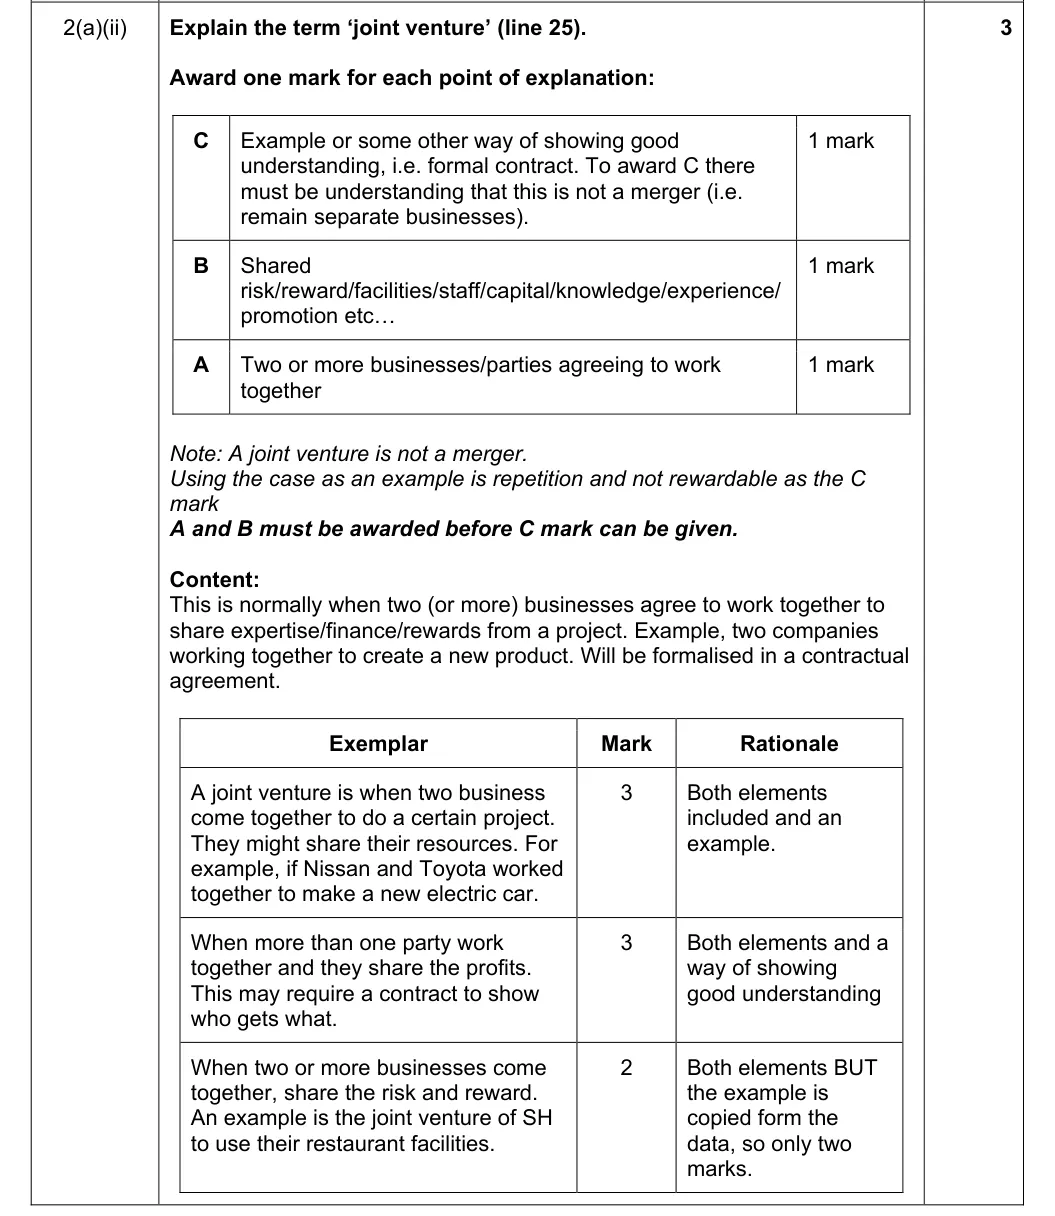 2(a)(ii) Explain the term ‘joint venture’ (line 25). 3
Award one mark for each point of explanation:
C Example or some other way of showing good 1 mark
understanding, i.e. formal contract. To award C there
must be understanding that this is not a merger (i.e.
remain separate businesses).
B Shared 1 mark
risk/reward/facilities/staff/capital/knowledge/experience/
promotion etc…
A Two or more businesses/parties agreeing to work 1 mark
together
Note: A joint venture is not a merger.
Using the case as an example is repetition and not rewardable as the C
mark
A and B must be awarded before C mark can be given.
Content:
This is normally when two (or more) businesses agree to work together to
share expertise/finance/rewards from a project. Example, two companies
working together to create a new product. Will be formalised in a contractual
agreement.
Exemplar Mark Rationale
A joint venture is when two business 3 Both elements
come together to do a certain project. included and an
They might share their resources. For example.
example, if Nissan and Toyota worked
together to make a new electric car.
When more than one party work 3 Both elements and a
together and they share the profits. way of showing
This may require a contract to show good understanding
who gets what.
When two or more businesses come 2 Both elements BUT
together, share the risk and reward. the example is
An example is the joint venture of SH copied form the
to use their restaurant facilities. data, so only two
marks.